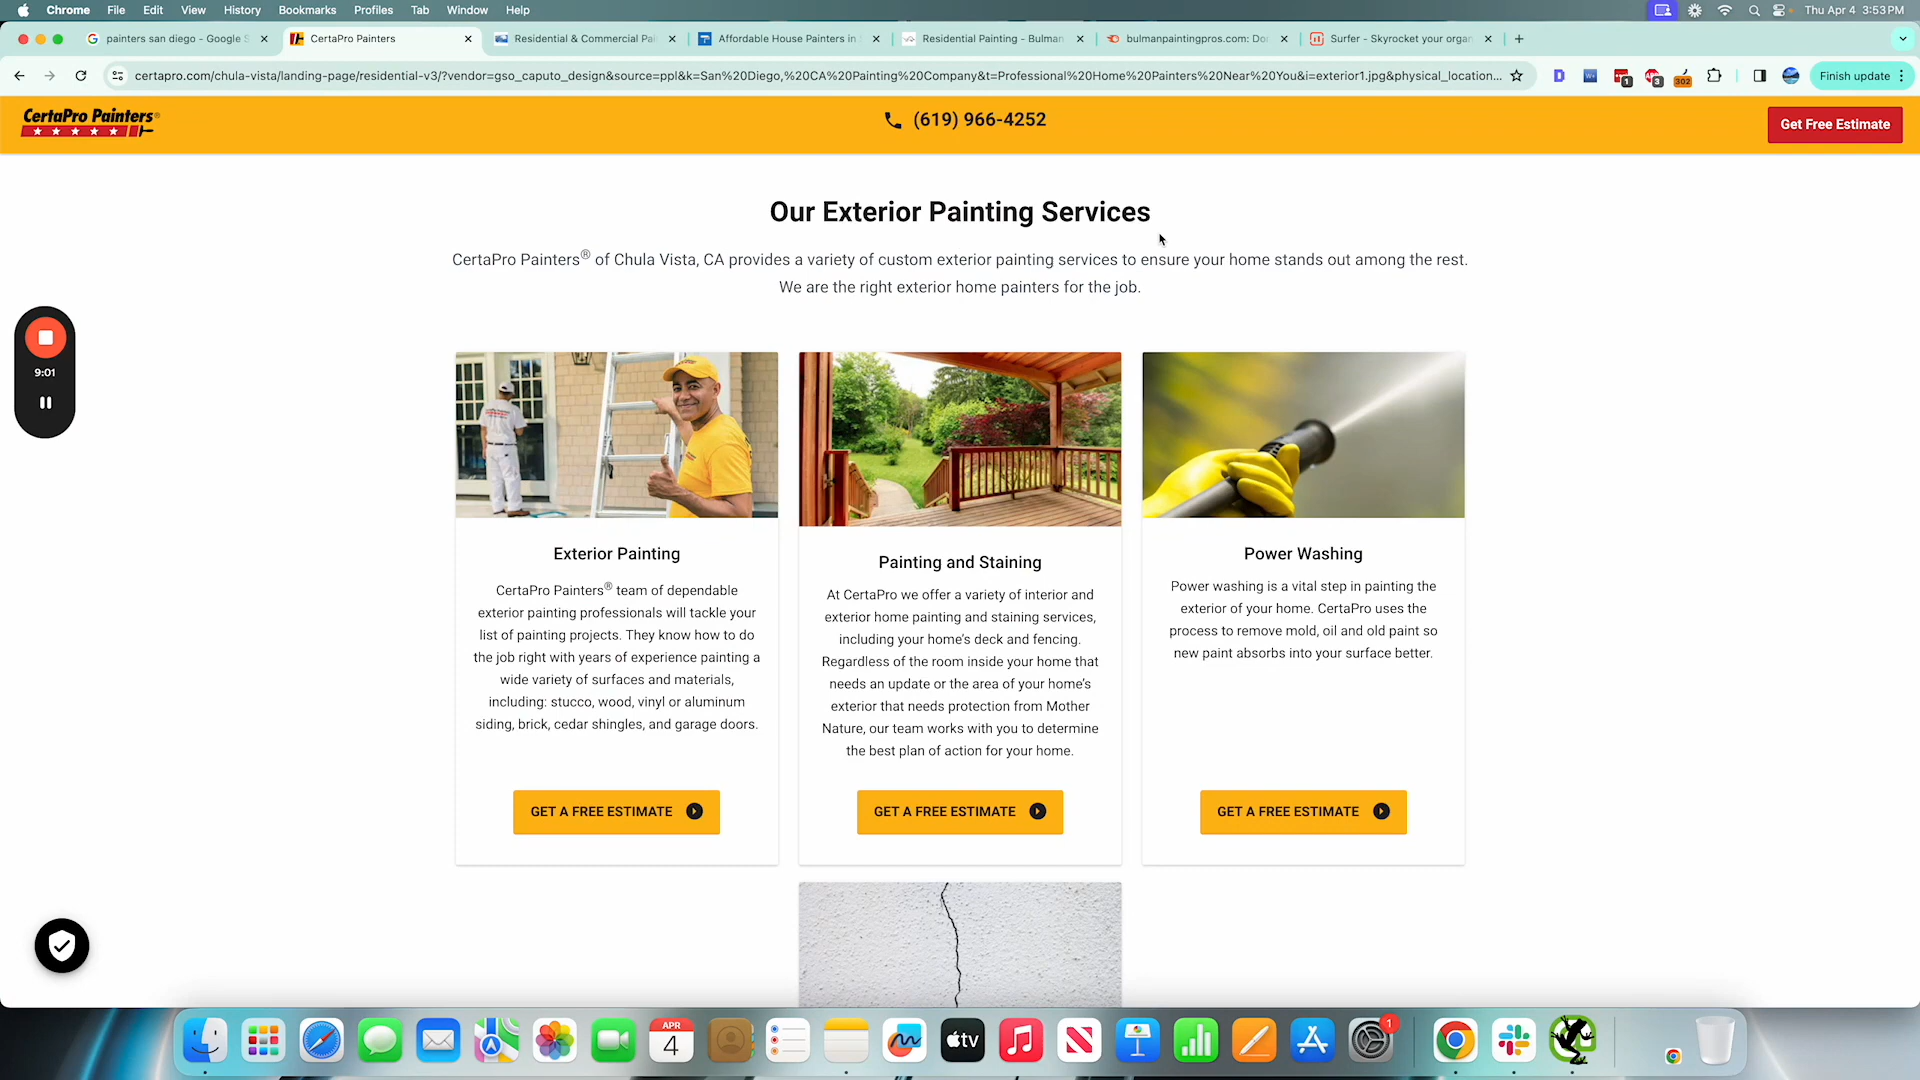 Chrome File Edit View History Bookmarks Profiles Tab Window Help
Thu Apr 4 3:53 PM
painters san diego - Google S
CertaPro Painters
Residential & Commercial Pai
Affordable House Painters in
Residential Painting - Bulman
bulmanpaintingpros.com: Do
Surfer - Skyrocket your organ
certapro.com/chula-vista/landing-page/residential-v3/?vendor=gso_caputo_design&source=ppl&k=San%20Diego,%20CA%20Painting%20Company&t=Professional%20Home%20Painters%20Near%20You&i=exterior1.jpg&physical_location...
1
3
302
Finish update
CertaPro Painters®
(619) 966-4252
Get Free Estimate
Our Exterior Painting Services
CertaPro Painters® of Chula Vista, CA provides a variety of custom exterior painting services to ensure your home stands out among the rest.
We are the right exterior home painters for the job.
9:01
Exterior Painting
CertaPro Painters® team of dependable
exterior painting professionals will tackle your
list of painting projects. They know how to do
the job right with years of experience painting a
wide variety of surfaces and materials,
including: stucco, wood, vinyl or aluminum
siding, brick, cedar shingles, and garage doors.
GET A FREE ESTIMATE
Painting and Staining
At CertaPro we offer a variety of interior and
exterior home painting and staining services,
including your home's deck and fencing.
Regardless of the room inside your home that
needs an update or the area of your home's
exterior that needs protection from Mother
Nature, our team works with you to determine
the best plan of action for your home.
GET A FREE ESTIMATE
Power Washing
Power washing is a vital step in painting the
exterior of your home. CertaPro uses the
process to remove mold, oil and old paint so
new paint absorbs into your surface better.
GET A FREE ESTIMATE
APR
4
tv
1